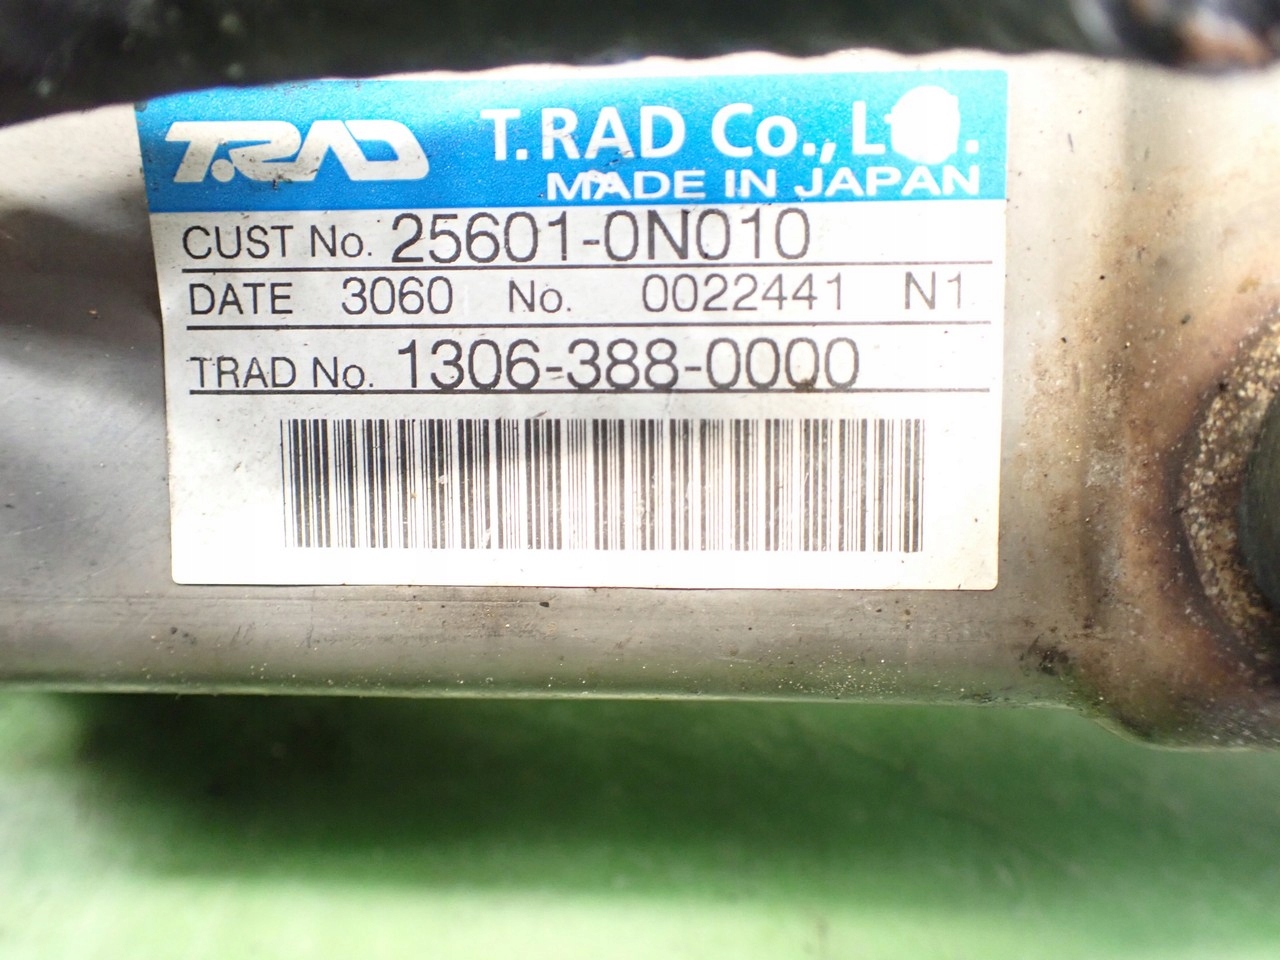 T.RAD T.RAD Co., Ltd.
MADE IN JAPAN
CUST No. 25601-0N010
DATE 3060 No. 0022441 N1
TRAD No. 1306-388-0000